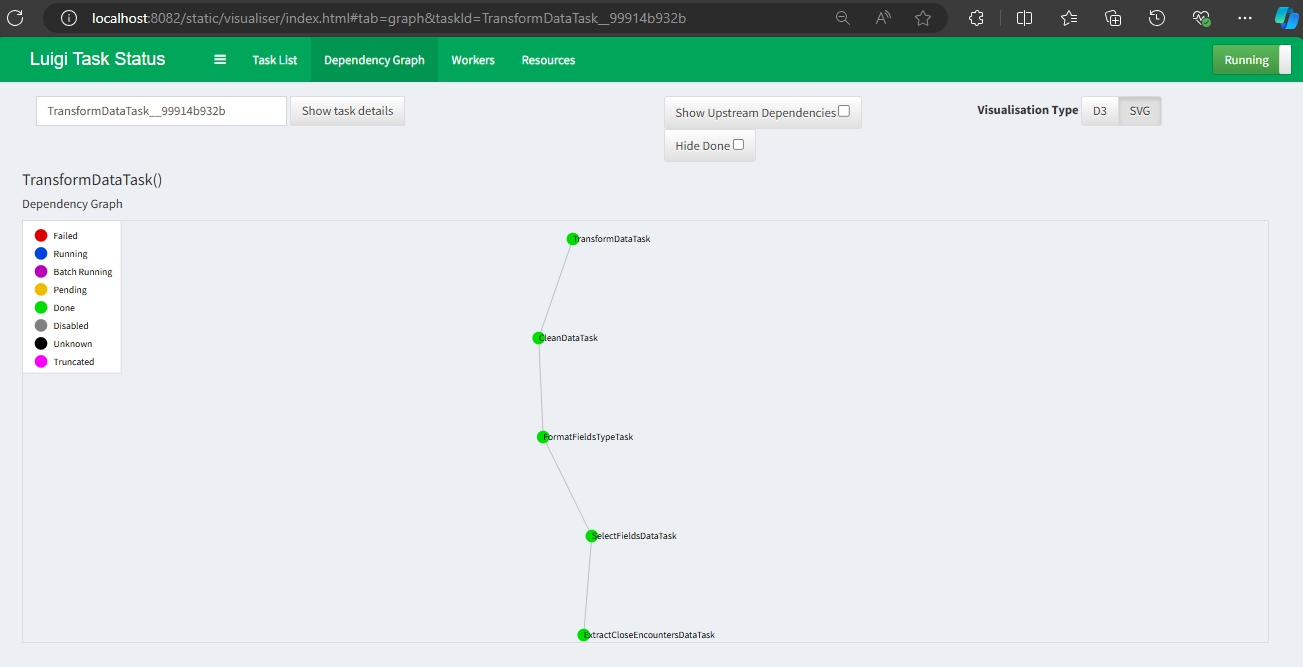 localhost:8082/static/visualiser/index.html#tab=graph&taskId=TransformDataTask__99914b932b
Luigi Task Status Task List Dependency Graph Workers Resources Running
TransformDataTask__99914b932b Show task details Show Upstream Dependencies Visualisation Type D3 SVG
Hide Done
TransformDataTask()
Dependency Graph
Failed
Running
Batch Running
Pending
Done
Disabled
Unknown
Truncated
TransformDataTask
CleanDataTask
FormatFieldsTypeTask
SelectFieldsDataTask
ExtractCloseEncountersDataTask